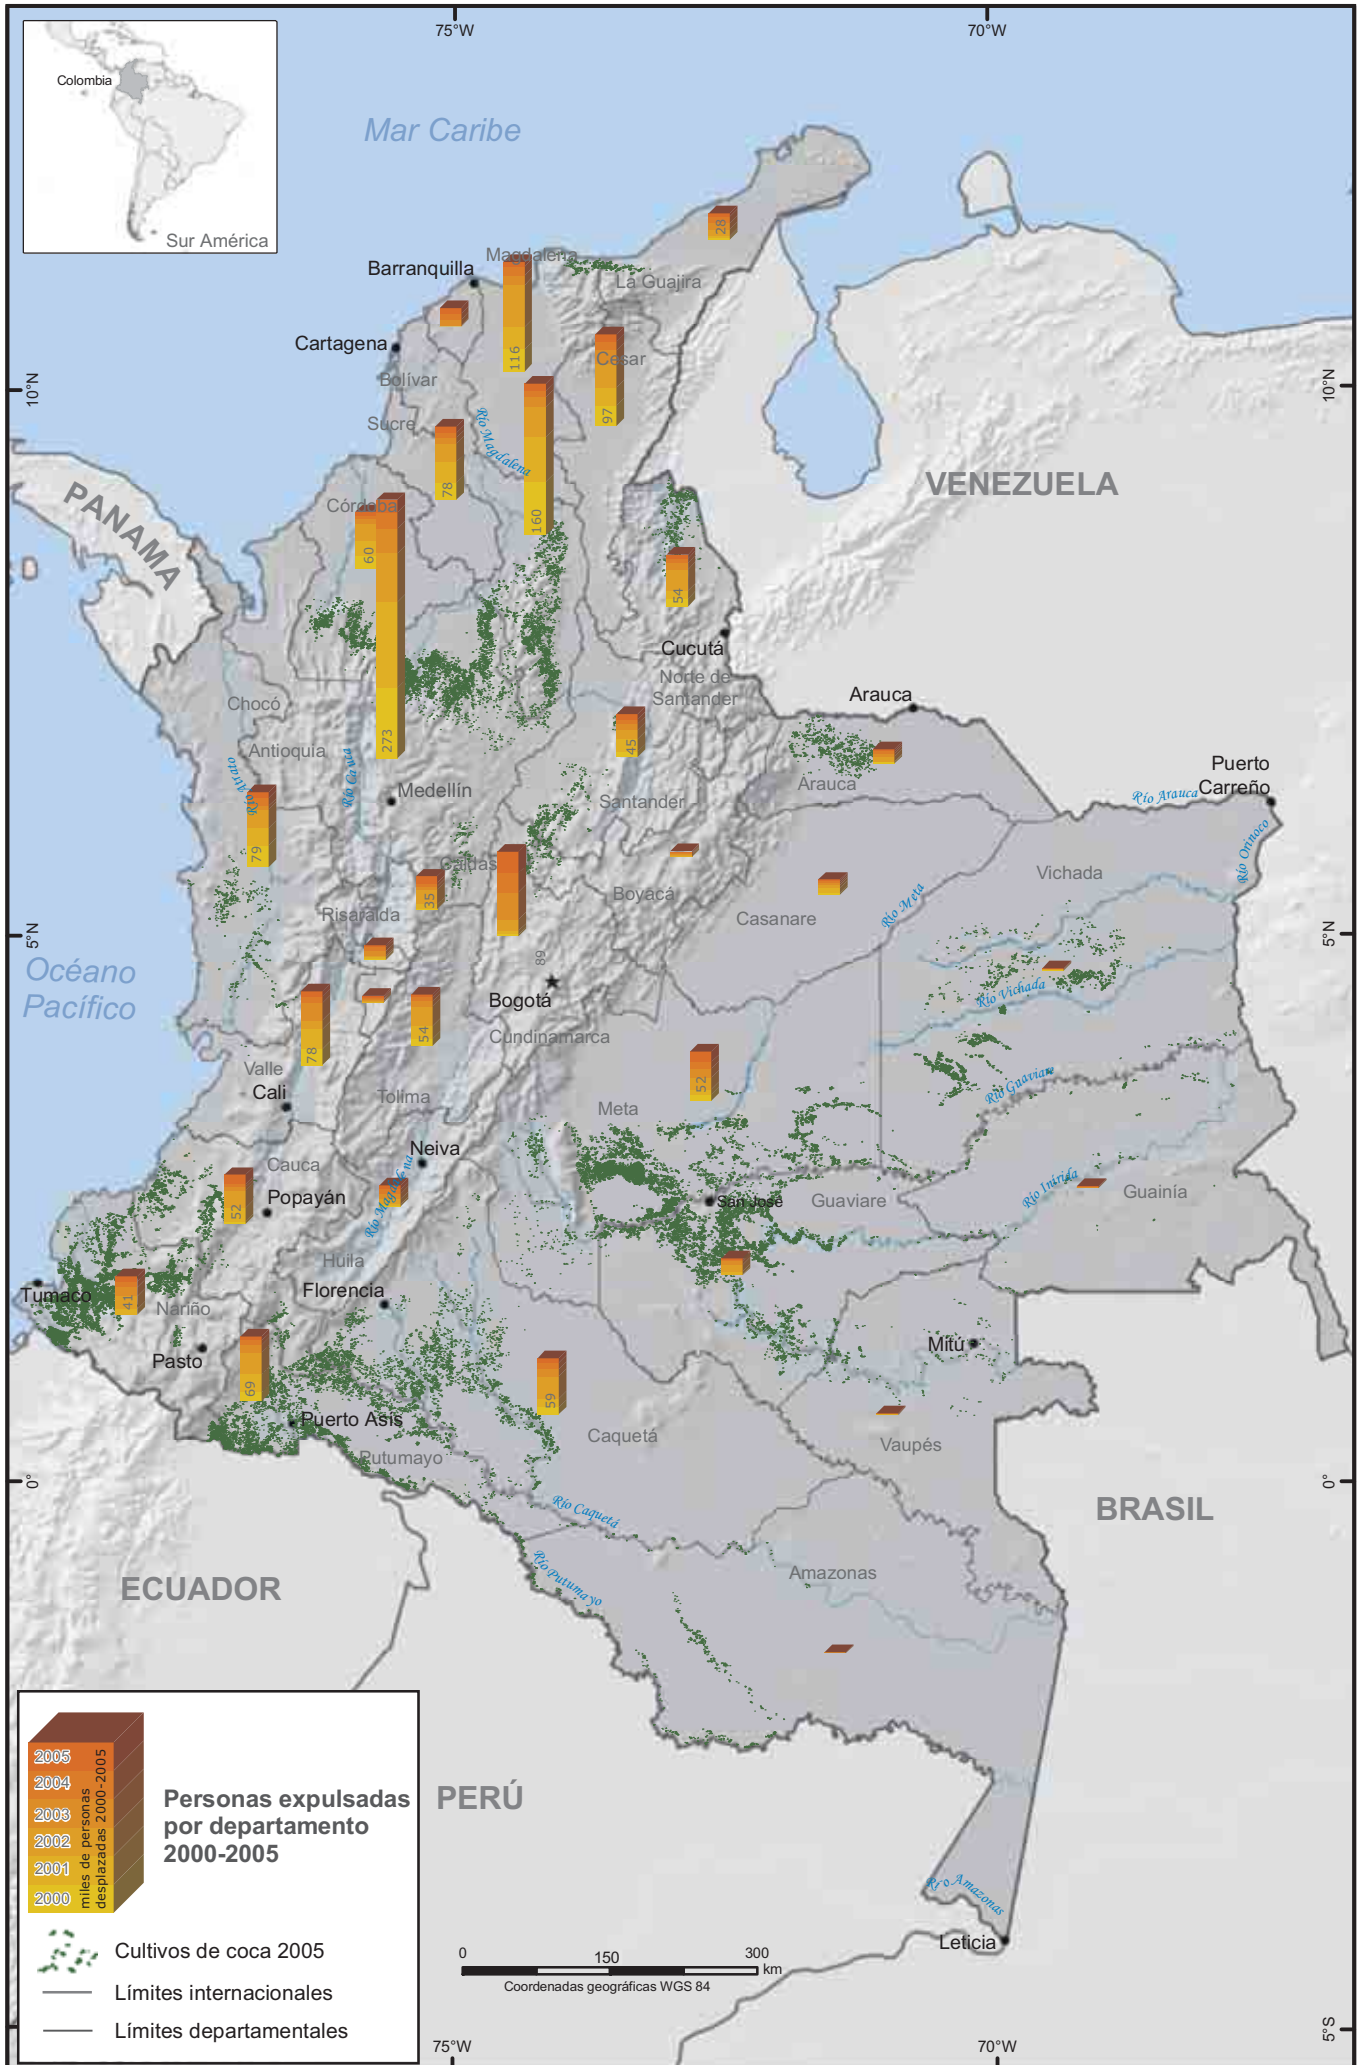 75°W
70°W
Colombia
Sur América
Mar Caribe
28
Magdalena
Barranquilla
La Guajira
Cartagena
116
Cesar
Bolívar
10°N
10°N
97
Sucre
Río Magdalena
78
VENEZUELA
PANAMA
Córdoba
160
60
54
Cucutá
Norte de
Santander
Arauca
Chocó
273
45
Antioquia
Puerto
Carreño
Río Cauca
Medellín
Arauca
Río Arauca
Santander
Río Atrato
79
Río Orinoco
Caldas
Vichada
35
Boyacá
Risaralda
Casanare
Río Meta
5°N
5°N
89
Océano
Pacífico
Bogotá
Río Vichada
78
54
Cundinamarca
Valle
52
Río Guaviare
Cali
Tolima
Meta
Neiva
Cauca
52
Popayán
Río Magdalena
San José
Guaviare
Río Inírida
Guainía
Huila
Florencia
Tumaco
41
Nariño
Pasto
Mitú
69
59
Puerto Asís
Caquetá
Vaupés
Putumayo
0°
0°
Río Caquetá
BRASIL
Río Putumayo
Amazonas
ECUADOR
PERÚ
2005
2004
2003
2002
2001
2000
miles de personas
desplazadas 2000-2005
Personas expulsadas
por departamento
2000-2005
Cultivos de coca 2005
Límites internacionales
Límites departamentales
0
150
300
km
Coordenadas geográficas WGS 84
Río Amazonas
Leticia
5°S
75°W
70°W